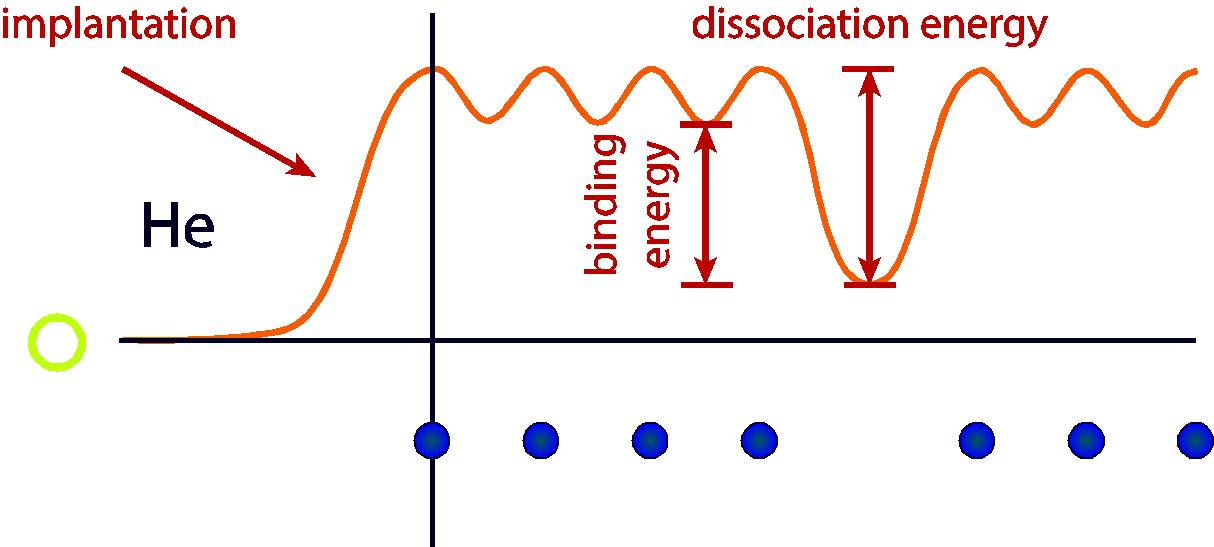 implantation
dissociation energy
binding
energy
He